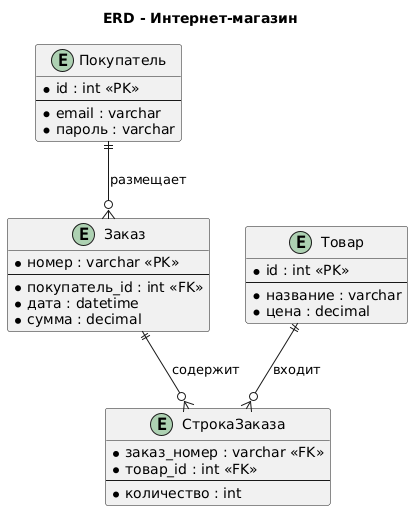 ERD - Интернет-магазин
E Покупатель
id : int «PK»
email : varchar
пароль : varchar
размещает
E Заказ
номер : varchar «PK»
покупатель_id : int «FK»
дата : datetime
сумма : decimal
E Товар
id : int «PK»
название : varchar
цена : decimal
содержит
входит
E СтрокаЗаказа
заказ_номер : varchar «FK»
товар_id : int «FK»
количество : int